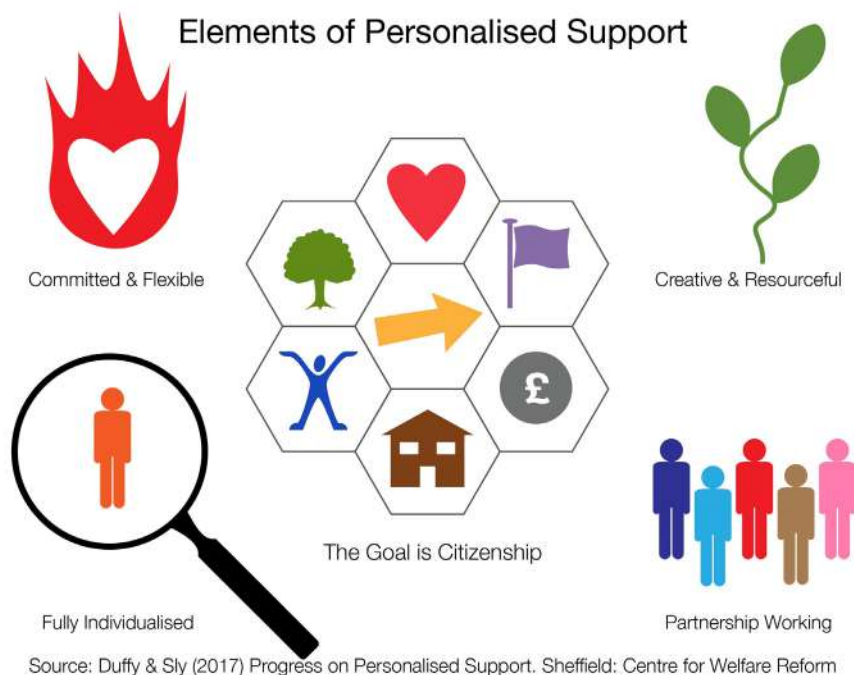 Elements of Personalised Support
Committed & Flexible
Creative & Resourceful
£
The Goal is Citizenship
Fully Individualised
Partnership Working
Source: Duffy & Sly (2017) Progress on Personalised Support. Sheffield: Centre for Welfare Reform